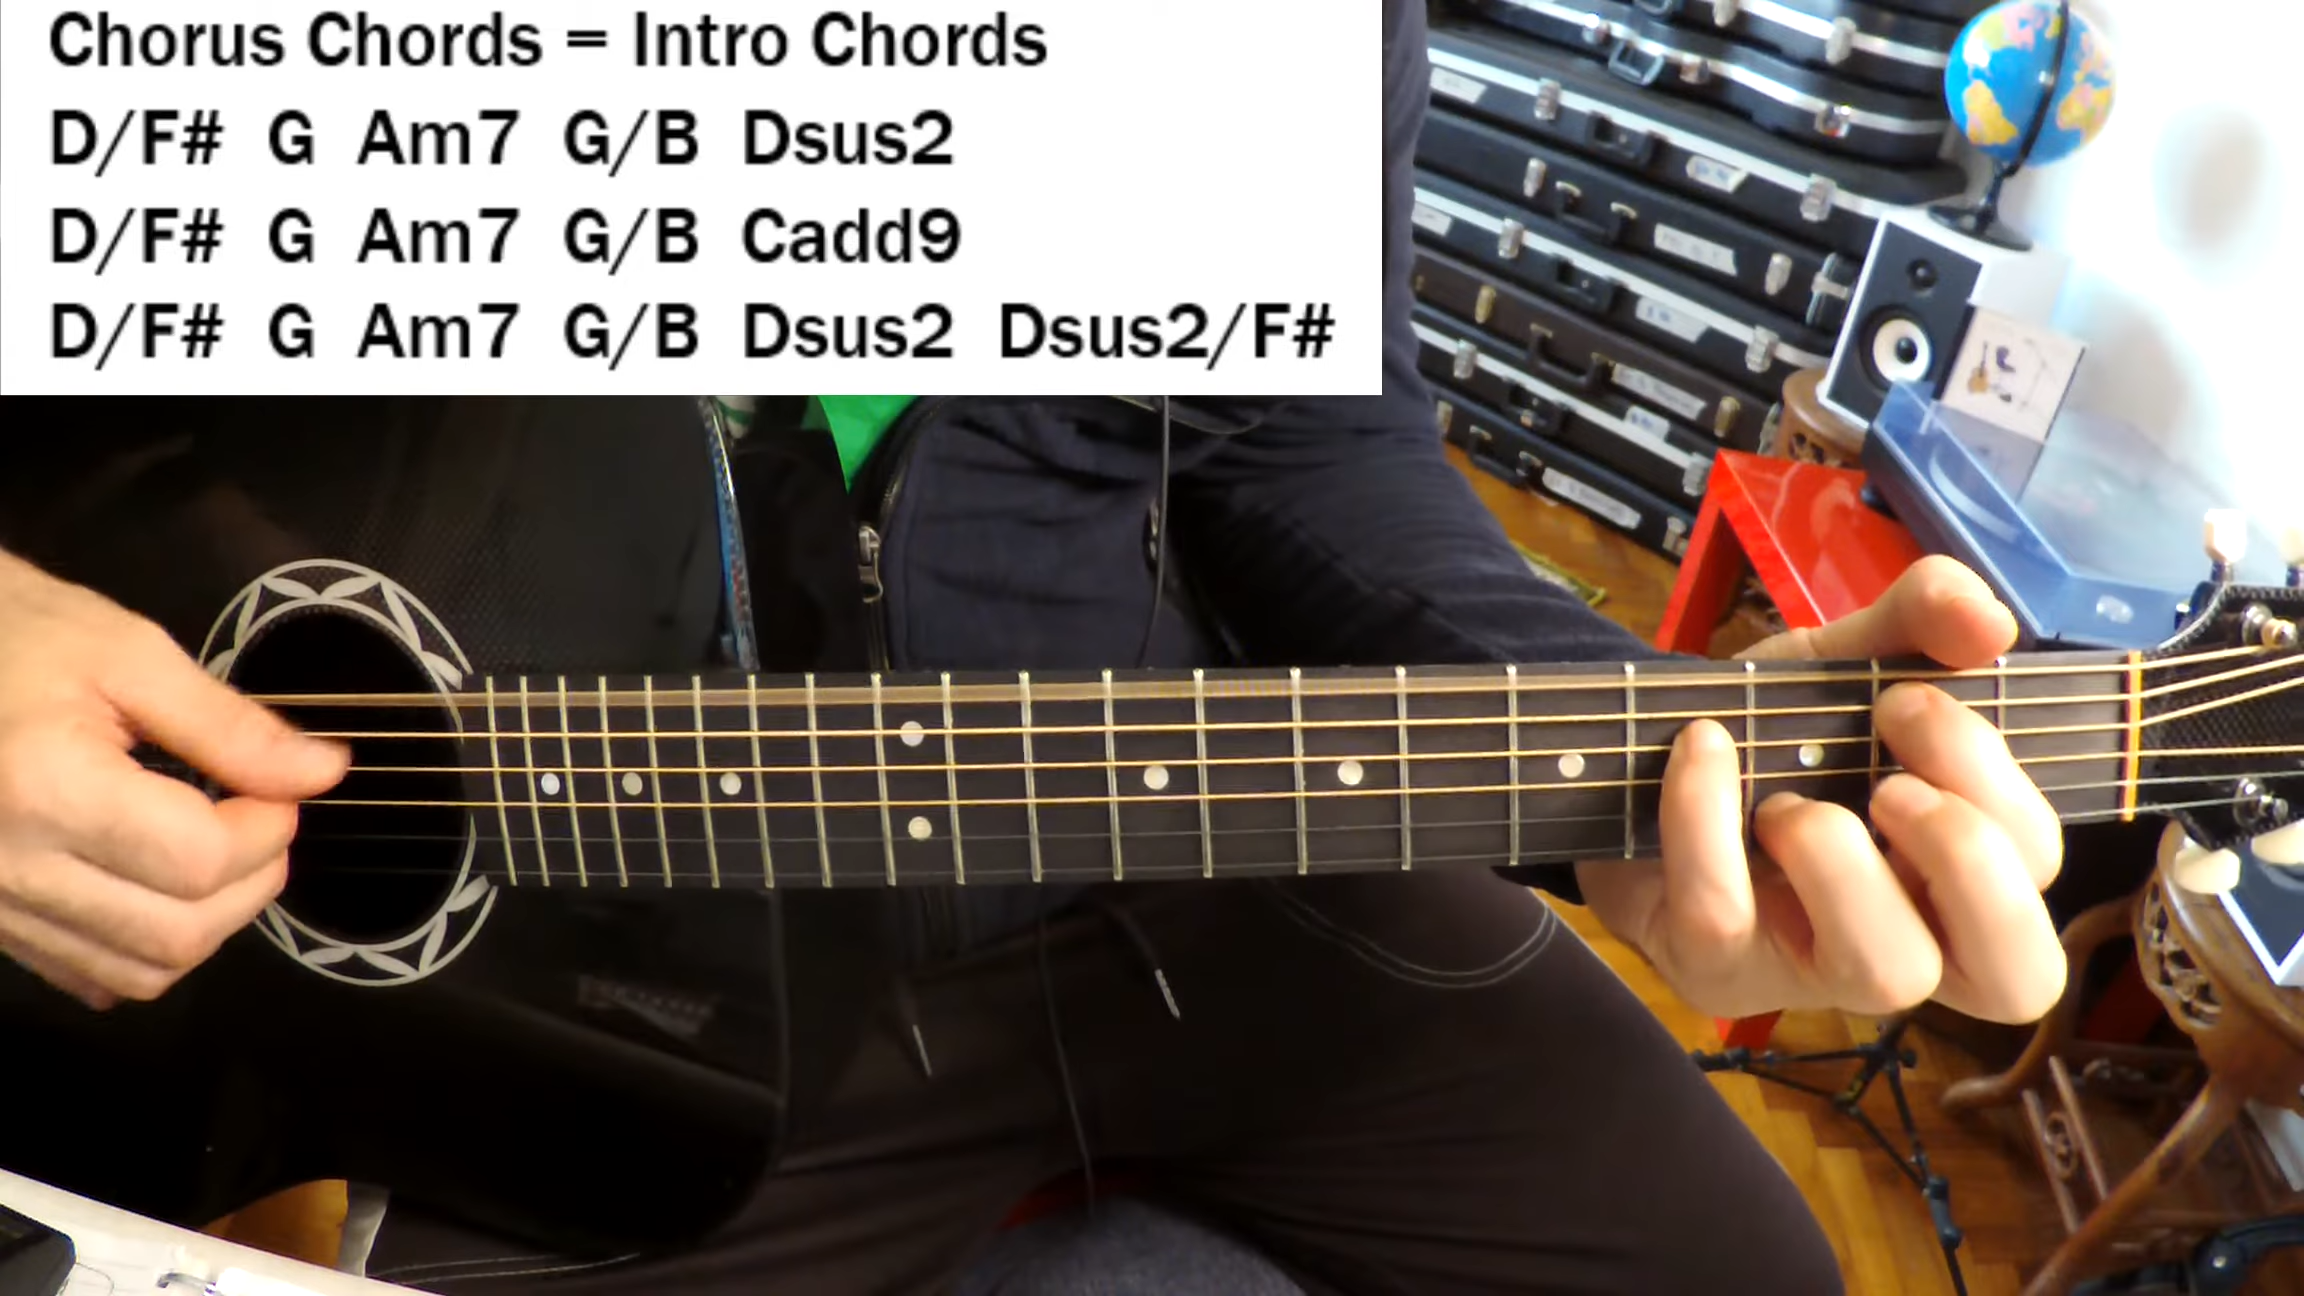 Chorus Chords = Intro Chords
D/F# G Am7 G/B Dsus2
D/F# G Am7 G/B Cadd9
D/F# G Am7 G/B Dsus2 Dsus2/F#